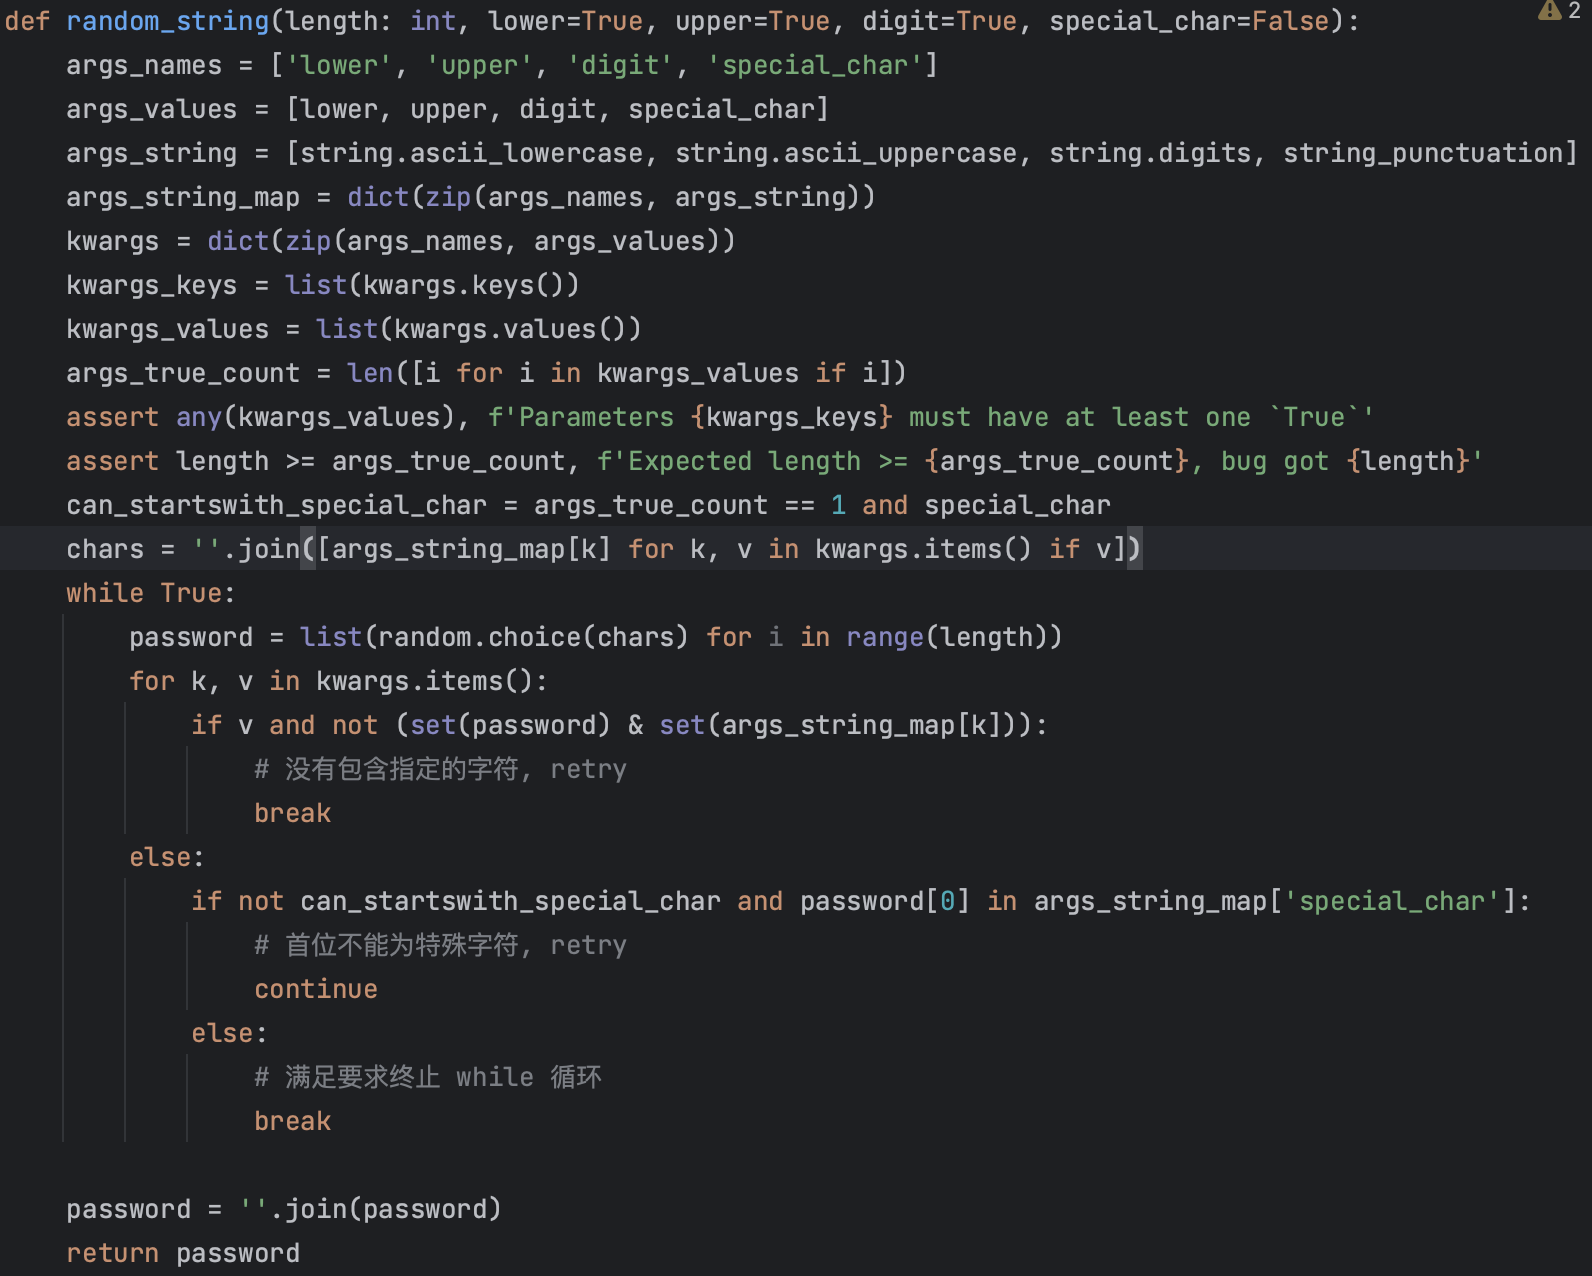 def random_string(length: int, lower=True, upper=True, digit=True, special_char=False):
2
    args_names = ['lower', 'upper', 'digit', 'special_char']
    args_values = [lower, upper, digit, special_char]
    args_string = [string.ascii_lowercase, string.ascii_uppercase, string.digits, string_punctuation]
    args_string_map = dict(zip(args_names, args_string))
    kwargs = dict(zip(args_names, args_values))
    kwargs_keys = list(kwargs.keys())
    kwargs_values = list(kwargs.values())
    args_true_count = len([i for i in kwargs_values if i])
    assert any(kwargs_values), f'Parameters {kwargs_keys} must have at least one `True`'
    assert length >= args_true_count, f'Expected length >= {args_true_count}, bug got {length}'
    can_startswith_special_char = args_true_count == 1 and special_char
    chars = ''.join([args_string_map[k] for k, v in kwargs.items() if v])
    while True:
        password = list(random.choice(chars) for i in range(length))
        for k, v in kwargs.items():
            if v and not (set(password) & set(args_string_map[k])):
                # 没有包含指定的字符, retry
                break
        else:
            if not can_startswith_special_char and password[0] in args_string_map['special_char']:
                # 首位不能为特殊字符, retry
                continue
            else:
                # 满足要求终止 while 循环
                break
    password = ''.join(password)
    return password